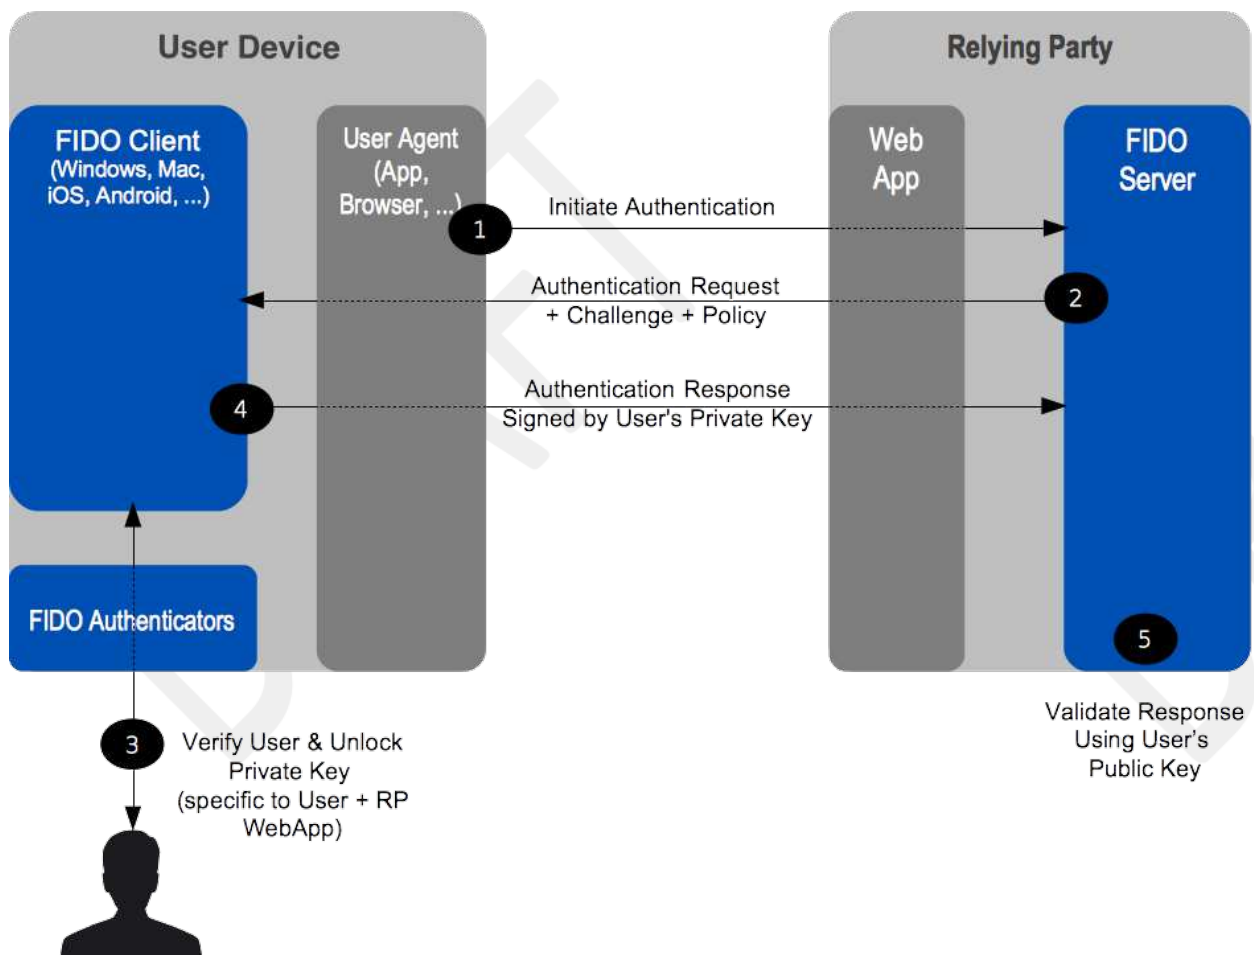 User Device
Relying Party
FIDO Client
(Windows, Mac,
iOS, Android, ...)
User Agent
(App,
Browser, ...)
Web
App
FIDO
Server
1
Initiate Authentication
Authentication Request
+ Challenge + Policy
2
4
Authentication Response
Signed by User's Private Key
FIDO Authenticators
5
Validate Response
Using User’s
Public Key
3
Verify User & Unlock
Private Key
(specific to User + RP
WebApp)